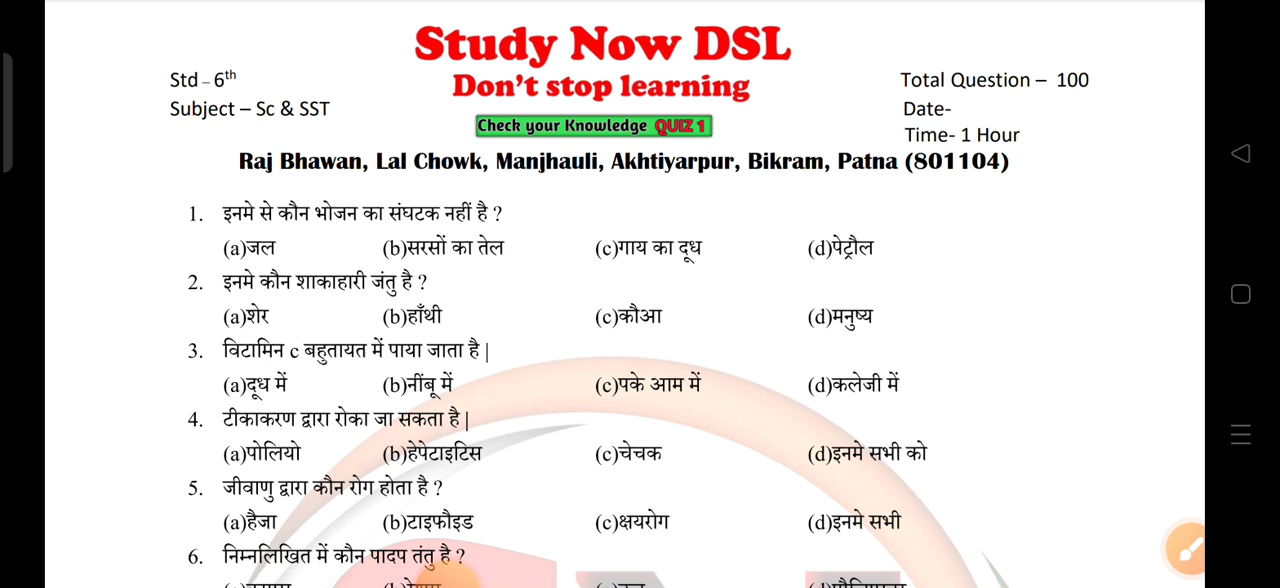 Study Now DSL
Std – 6th
Don't stop learning
Total Question – 100
Subject – Sc & SST
Date-
Check your Knowledge QUIZ 1
Time- 1 Hour
Raj Bhawan, Lal Chowk, Manjhauli, Akhtiyarpur, Bikram, Patna (801104)
1. इनमे से कौन भोजन का संघटक नहीं है ?
(a)जल (b)सरसों का तेल (c)गाय का दूध (d)पेट्रौल
2. इनमे कौन शाकाहारी जंतु है ?
(a)शेर (b)हाँथी (c)कौआ (d)मनुष्य
3. विटामिन c बहुतायत में पाया जाता है|
(a)दूध में (b)नींबू में (c)पके आम में (d)कलेजी में
4. टीकाकरण द्वारा रोका जा सकता है|
(a)पोलियो (b)हेपेटाइटिस (c)चेचक (d)इनमे सभी को
5. जीवाणु द्वारा कौन रोग होता है ?
(a)हैजा (b)टाइफौइड (c)क्षयरोग (d)इनमे सभी
6. निम्नलिखित में कौन पादप तंतु है ?